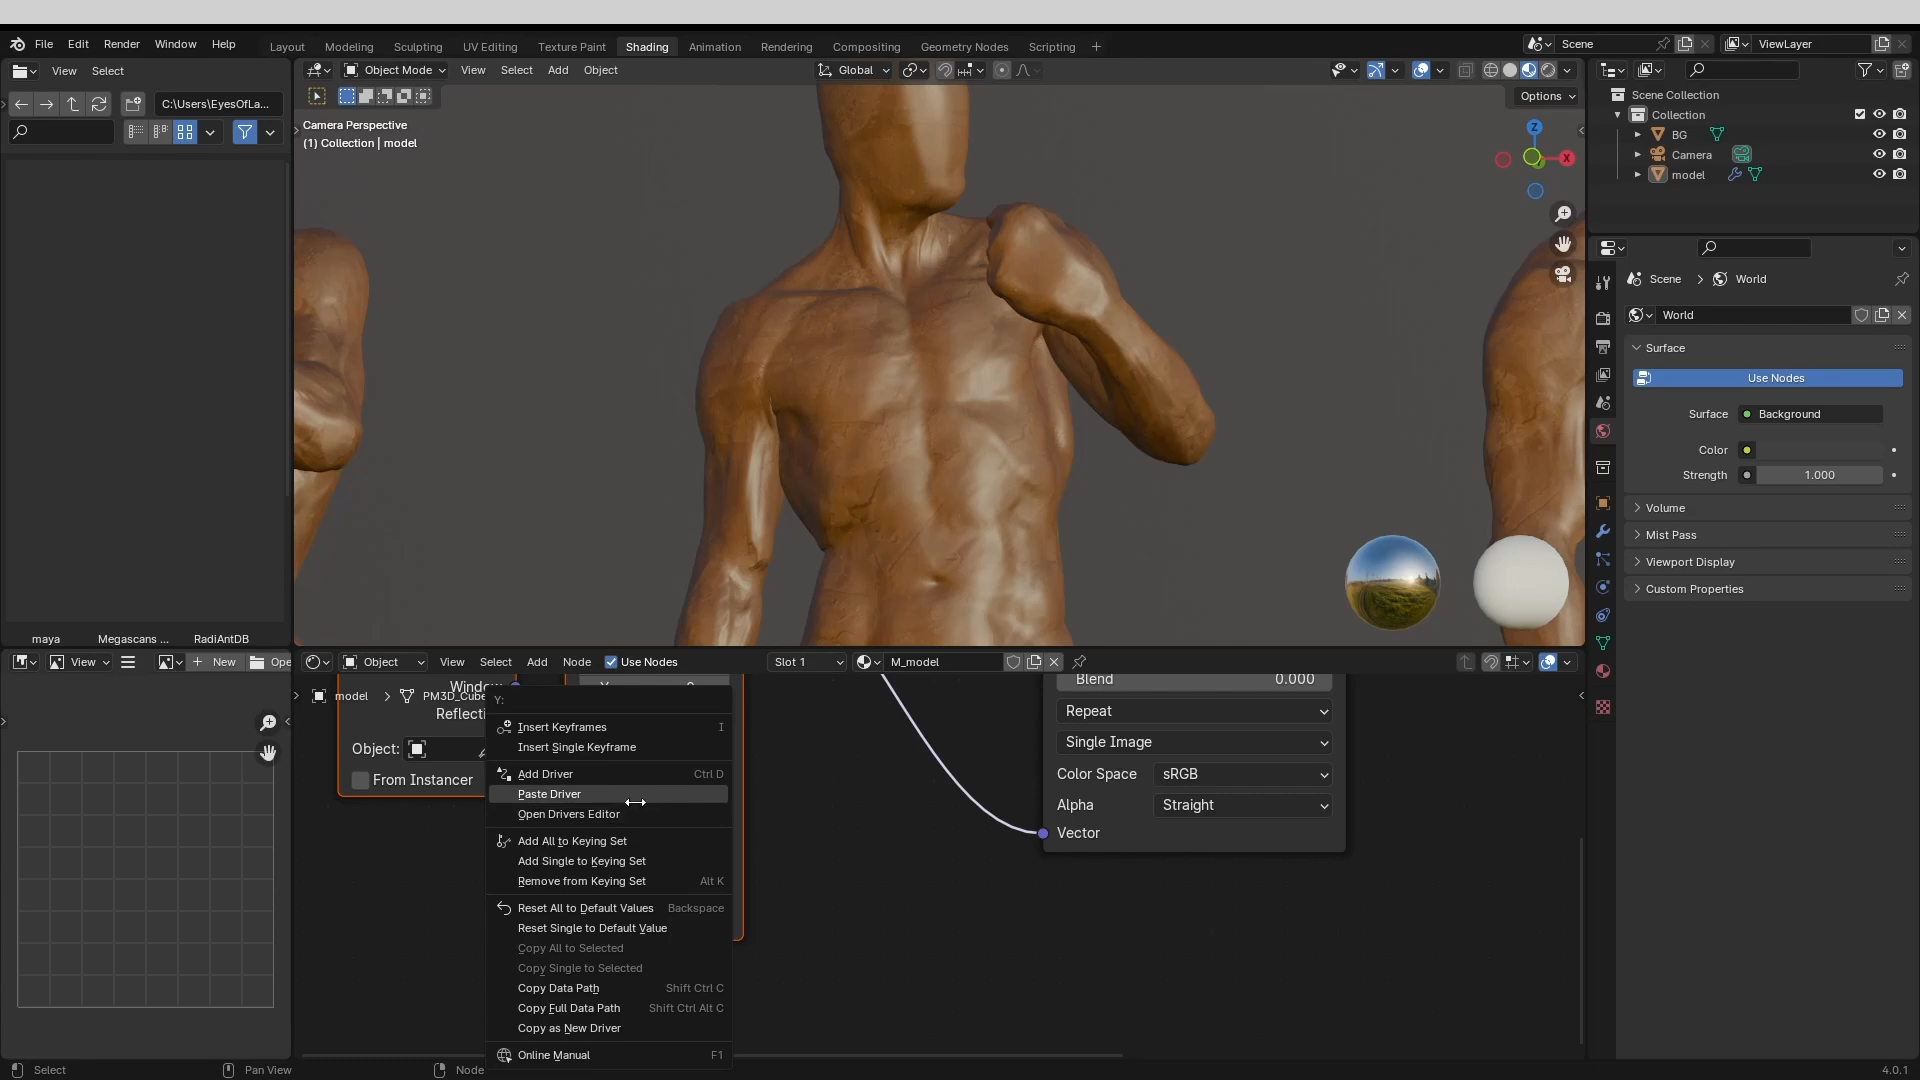 File Edit Render Window Help
Layout Modeling Sculpting UV Editing Texture Paint Shading Animation Rendering Compositing Geometry Nodes Scripting +
Scene
ViewLayer
View Select
Object Mode View Select Add Object
Global
C:\Users\EyesOfLa...
Options
Camera Perspective
(1) Collection | model
Z
X
Scene Collection
Collection
BG
Camera
model
Scene > World
World
Surface
Use Nodes
Surface Background
Color
Strength 1.000
Volume
Mist Pass
Viewport Display
Custom Properties
maya Megascans ... RadiAntDB
View New Ope
Object View Select Add Node Use Nodes Slot 1 M_model
model > PM3D_Cube
Window
Reflecti
Object:
From Instancer
Y:
Insert Keyframes I
Insert Single Keyframe
Add Driver Ctrl D
Paste Driver
Open Drivers Editor
Add All to Keying Set
Add Single to Keying Set
Remove from Keying Set Alt K
Reset All to Default Values Backspace
Reset Single to Default Value
Copy All to Selected
Copy Single to Selected
Copy Data Path Shift Ctrl C
Copy Full Data Path Shift Ctrl Alt C
Copy as New Driver
Online Manual F1
Blend 0.000
Repeat
Single Image
Color Space sRGB
Alpha Straight
Vector
Select Pan View Node 4.0.1